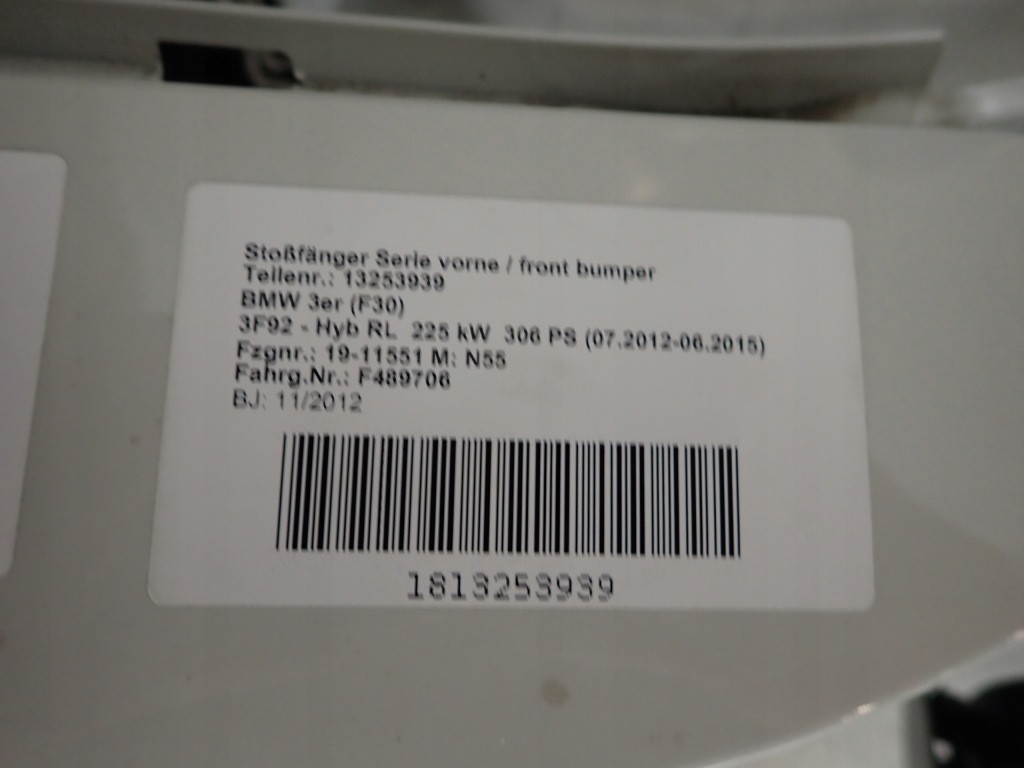 Stoßfänger Serie vorne / front bumper
Teilenr.: 13253939
BMW 3er (F30)
3F92 - Hyb RL 225 kW 306 PS (07.2012-06.2015)
Fzgnr.: 19-11551 M: N55
Fahrg.Nr.: F489706
BJ: 11/2012
1813253939